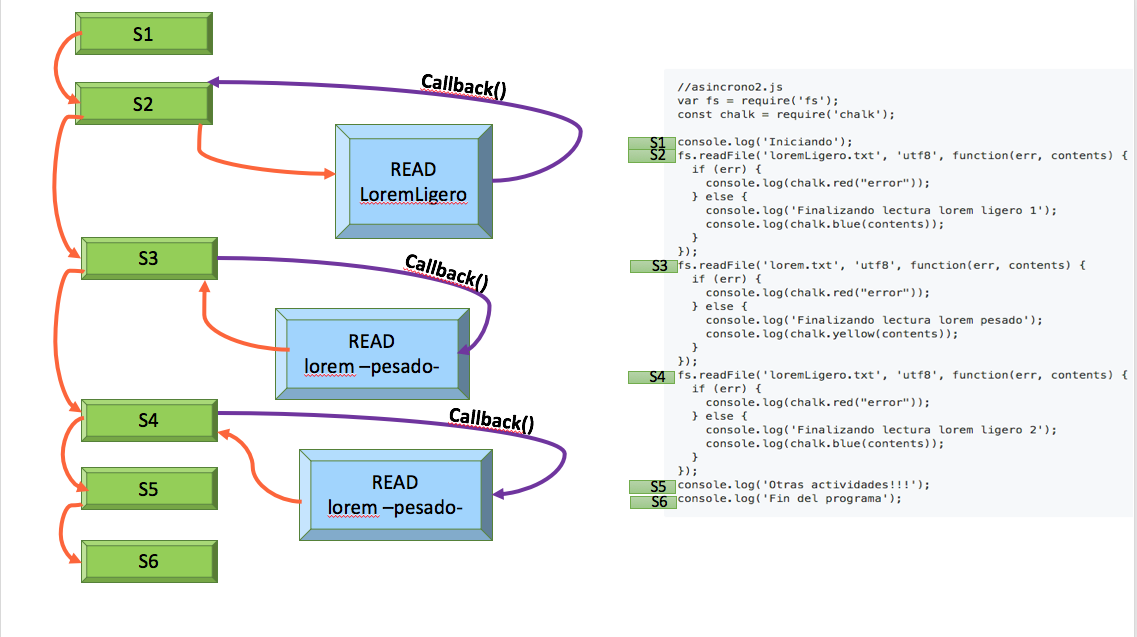 S1
S2
Callback()
READ
LoremLigero
S3
Callback()
READ
lorem –pesado-
S4
Callback()
READ
lorem –pesado-
S5
S6
//asincrono2.js
var fs = require('fs');
const chalk = require('chalk');
S1 console.log('Iniciando');
S2 fs.readFile('loremLigero.txt', 'utf8', function(err, contents) {
if (err) {
console.log(chalk.red("error"));
} else {
console.log('Finalizando lectura lorem ligero 1');
console.log(chalk.blue(contents));
}
});
S3 fs.readFile('lorem.txt', 'utf8', function(err, contents) {
if (err) {
console.log(chalk.red("error"));
} else {
console.log('Finalizando lectura lorem pesado');
console.log(chalk.yellow(contents));
}
});
S4 fs.readFile('loremLigero.txt', 'utf8', function(err, contents) {
if (err) {
console.log(chalk.red("error"));
} else {
console.log('Finalizando lectura lorem ligero 2');
console.log(chalk.blue(contents));
}
});
S5 console.log('Otras actividades!!!');
S6 console.log('Fin del programa');